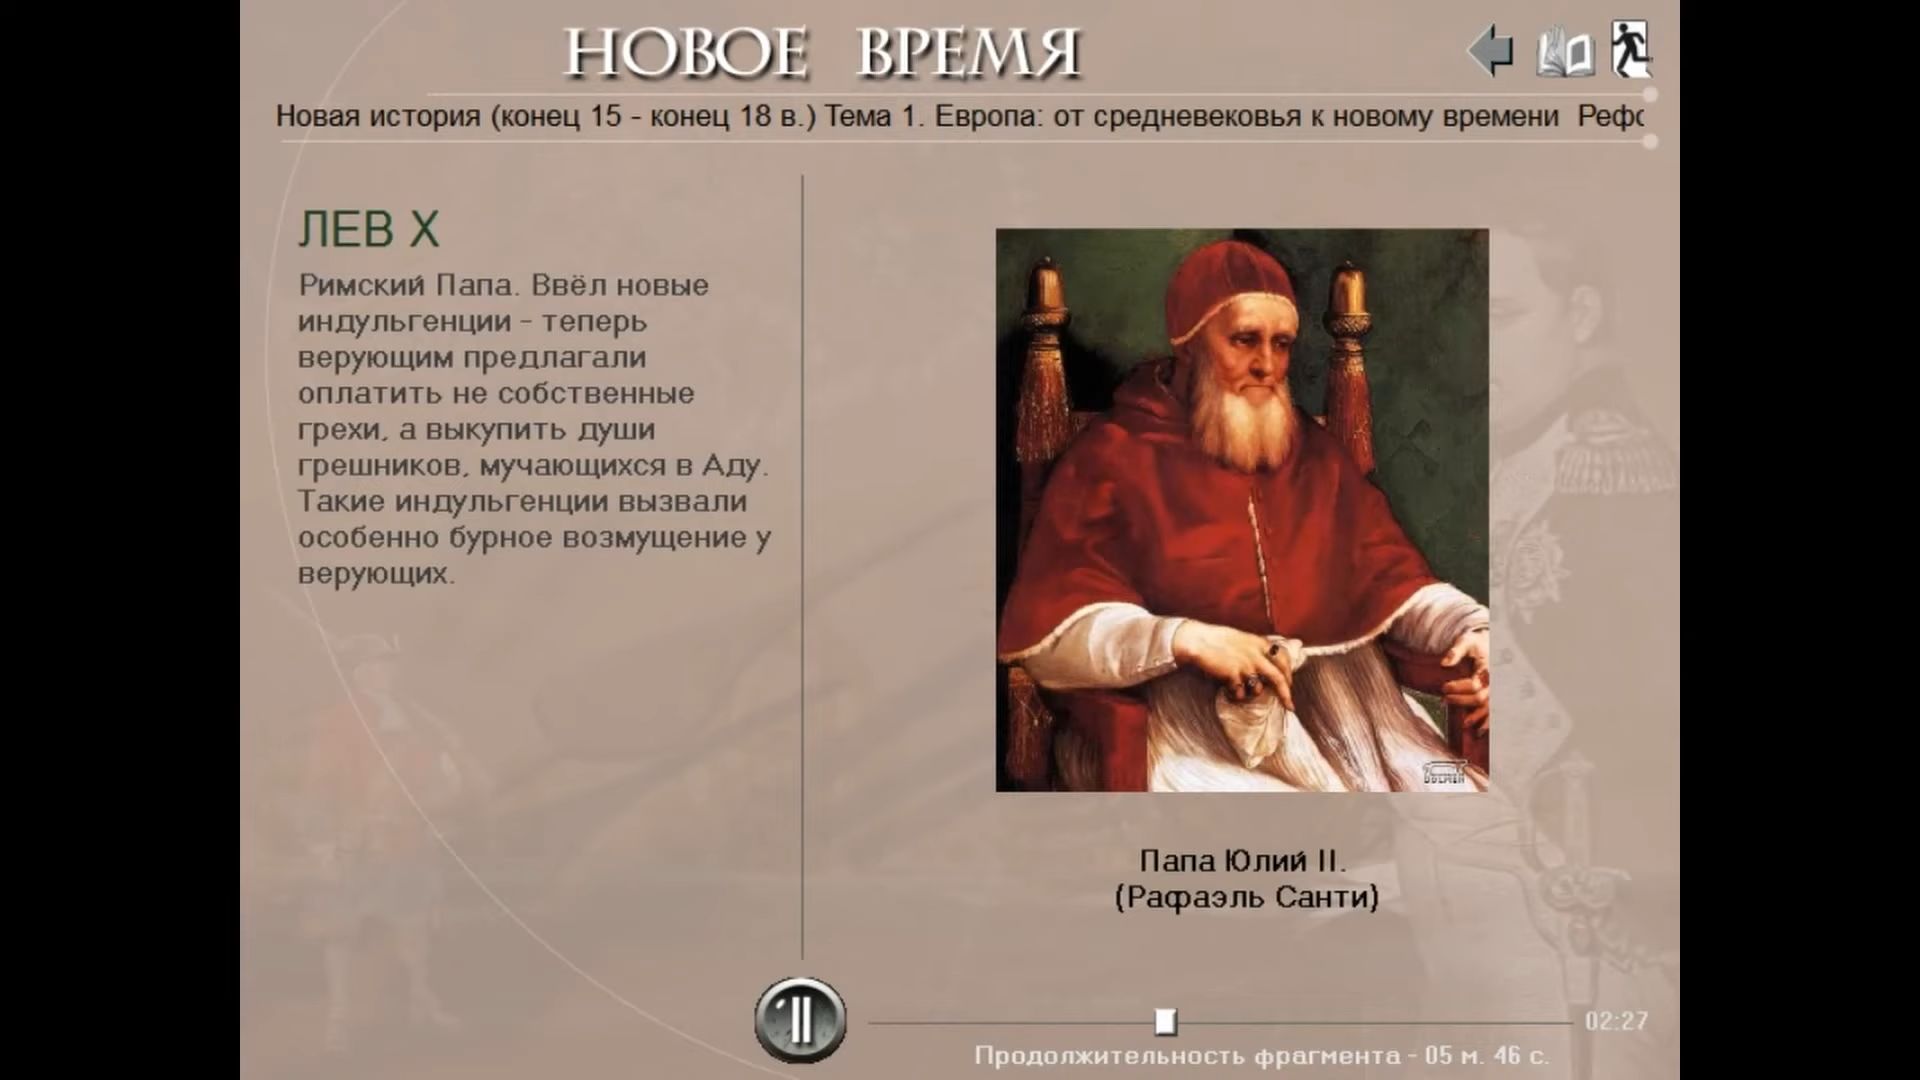 НОВОЕ ВРЕМЯ
Новая история (конец 15 - конец 18 в.) Тема 1. Европа: от средневековья к новому времени Рефо
ЛЕВ X
Римский Папа. Ввёл новые
индульгенции - теперь
верующим предлагали
оплатить не собственные
грехи, а выкупить души
грешников, мучающихся в Аду.
Такие индульгенции вызвали
особенно бурное возмущение у
верующих.
DOLMEN
Папа Юлий II.
(Рафаэль Санти)
02:27
Продолжительность фрагмента - 05 м. 46 с.